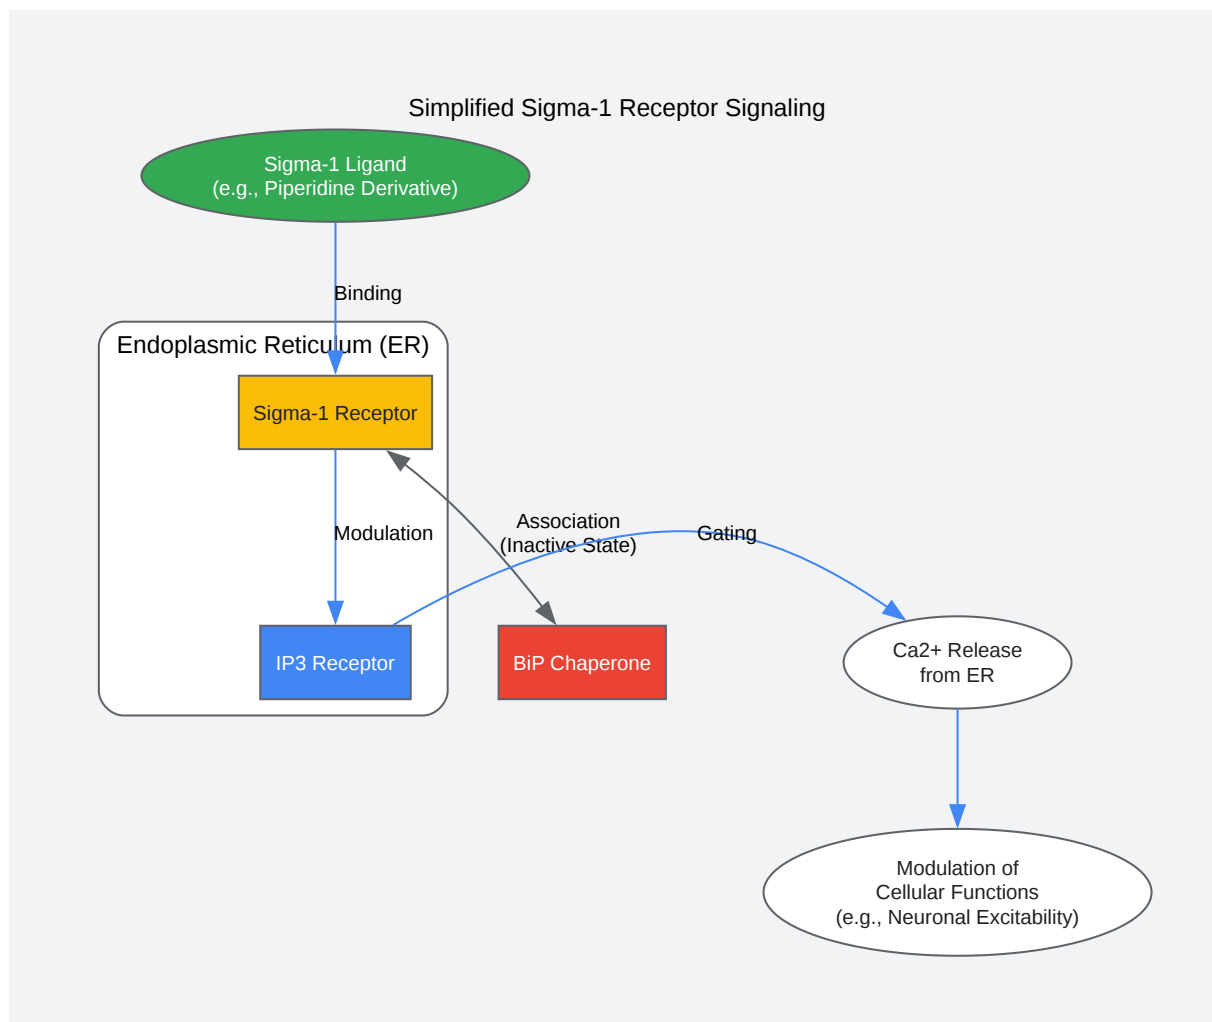 Simplified Sigma-1 Receptor Signaling
Sigma-1 Ligand
(e.g., Piperidine Derivative)
Binding
Endoplasmic Reticulum (ER)
Sigma-1 Receptor
Modulation
Association
(Inactive State)
Gating
IP3 Receptor
BiP Chaperone
Ca2+ Release
from ER
Modulation of
Cellular Functions
(e.g., Neuronal Excitability)